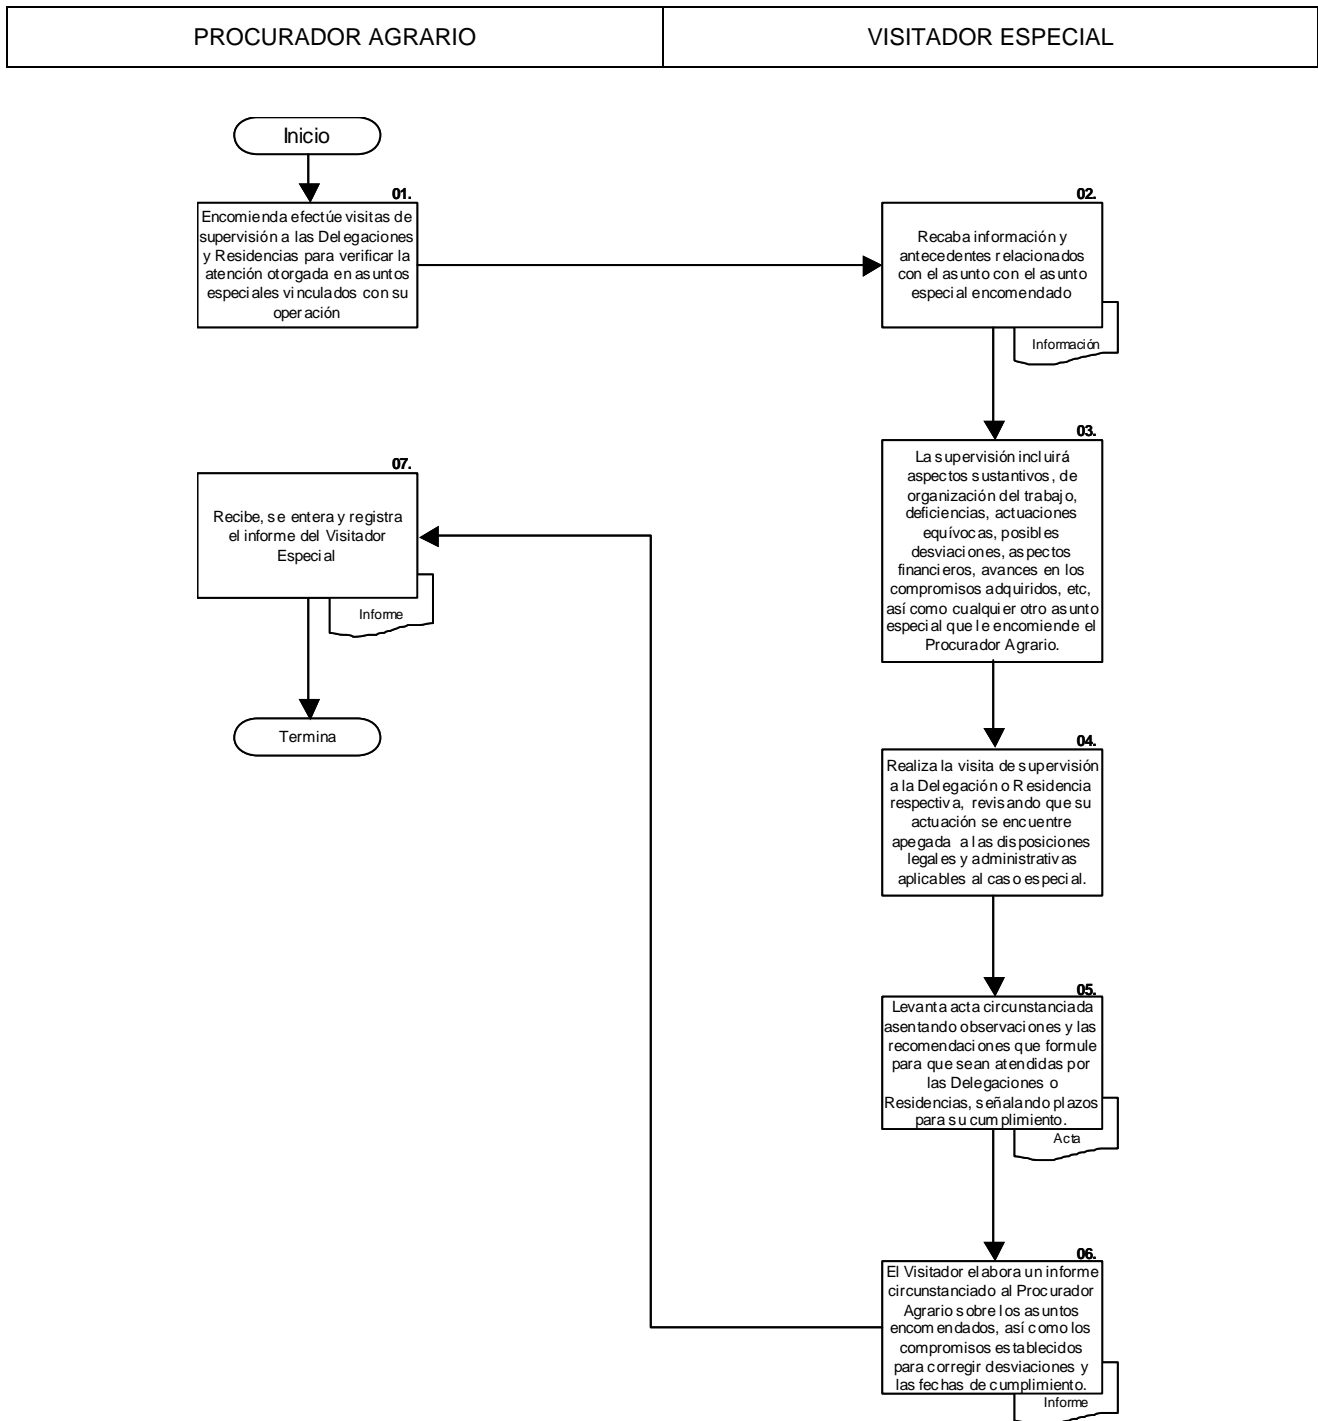 PROCURADOR AGRARIO
VISITADOR ESPECIAL
Inicio
01.
Encomienda efectúe visitas de
supervisión a las Delegaciones
y Residencias para verificar la
atención otorgada en asuntos
especiales vinculados con su
operación
02.
Recaba información y
antecedentes relacionados
con el asunto con el asunto
especial encomendado
Información
03.
La supervisión incluirá
aspectos sustantivos, de
organización del trabajo,
deficiencias, actuaciones
equívocas, posibles
desviaciones, aspectos
financieros, avances en los
compromisos adquiridos, etc,
así como cualquier otro asunto
especial que le encomiende el
Procurador Agrario.
04.
Realiza la visita de supervisión
a la Delegación o Residencia
respectiva, revisando que su
actuación se encuentre
apegada a las disposiciones
legales y administrativas
aplicables al caso especial.
05.
Levanta acta circunstanciada
asentando observaciones y las
recomendaciones que formule
para que sean atendidas por
las Delegaciones o
Residencias, señalando plazos
para su cumplimiento.
Acta
06.
El Visitador elabora un informe
circunstanciado al Procurador
Agrario sobre los asuntos
encomendados, así como los
compromisos establecidos
para corregir desviaciones y
las fechas de cumplimiento.
Informe
07.
Recibe, se entera y registra
el informe del Visitador
Especial
Informe
Termina